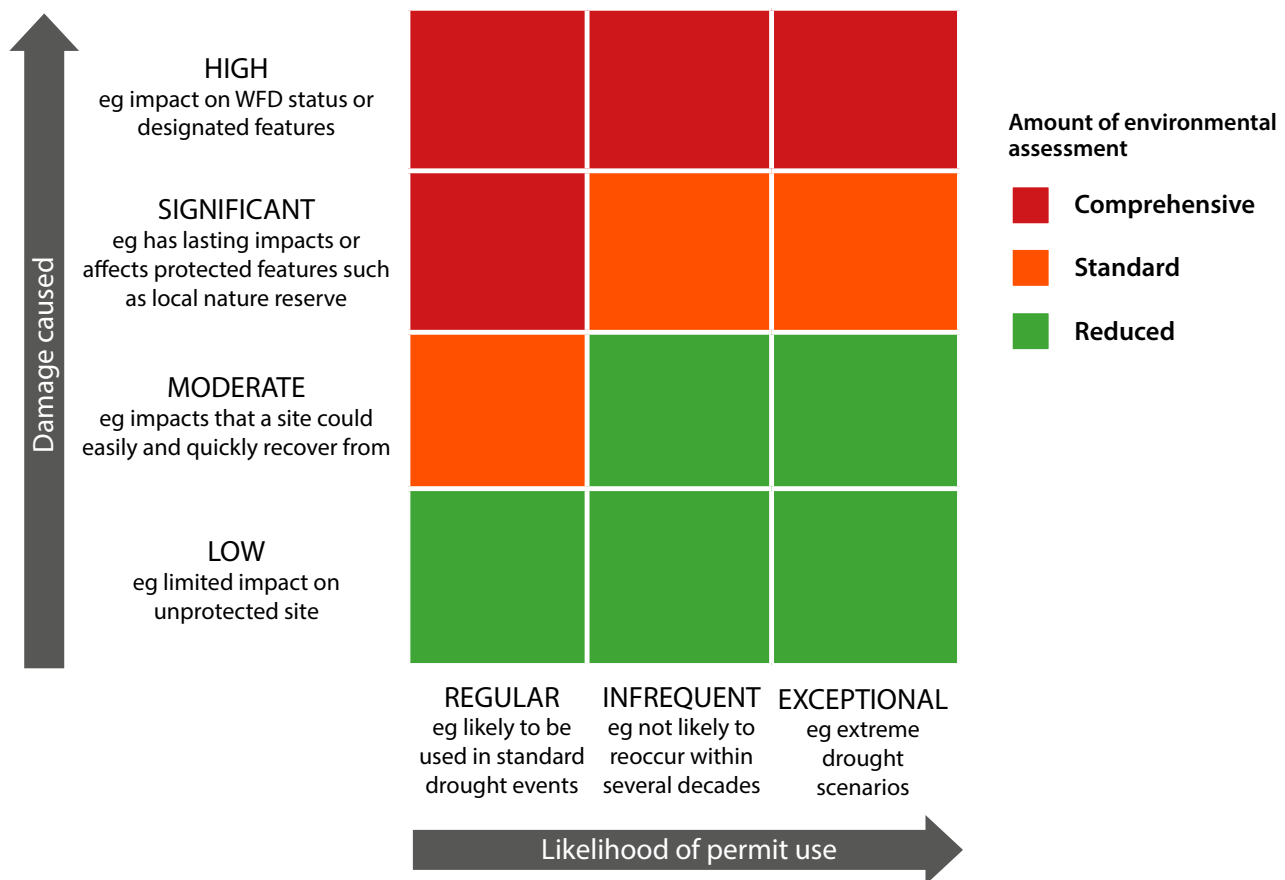 Damage caused
HIGH
eg impact on WFD status or
designated features
SIGNIFICANT
eg has lasting impacts or
affects protected features such
as local nature reserve
MODERATE
eg impacts that a site could
easily and quickly recover from
LOW
eg limited impact on
unprotected site
REGULAR
eg likely to be
used in standard
drought events
INFREQUENT
eg not likely to
reoccur within
several decades
EXCEPTIONAL
eg extreme
drought
scenarios
Likelihood of permit use
Amount of environmental
assessment
Comprehensive
Standard
Reduced